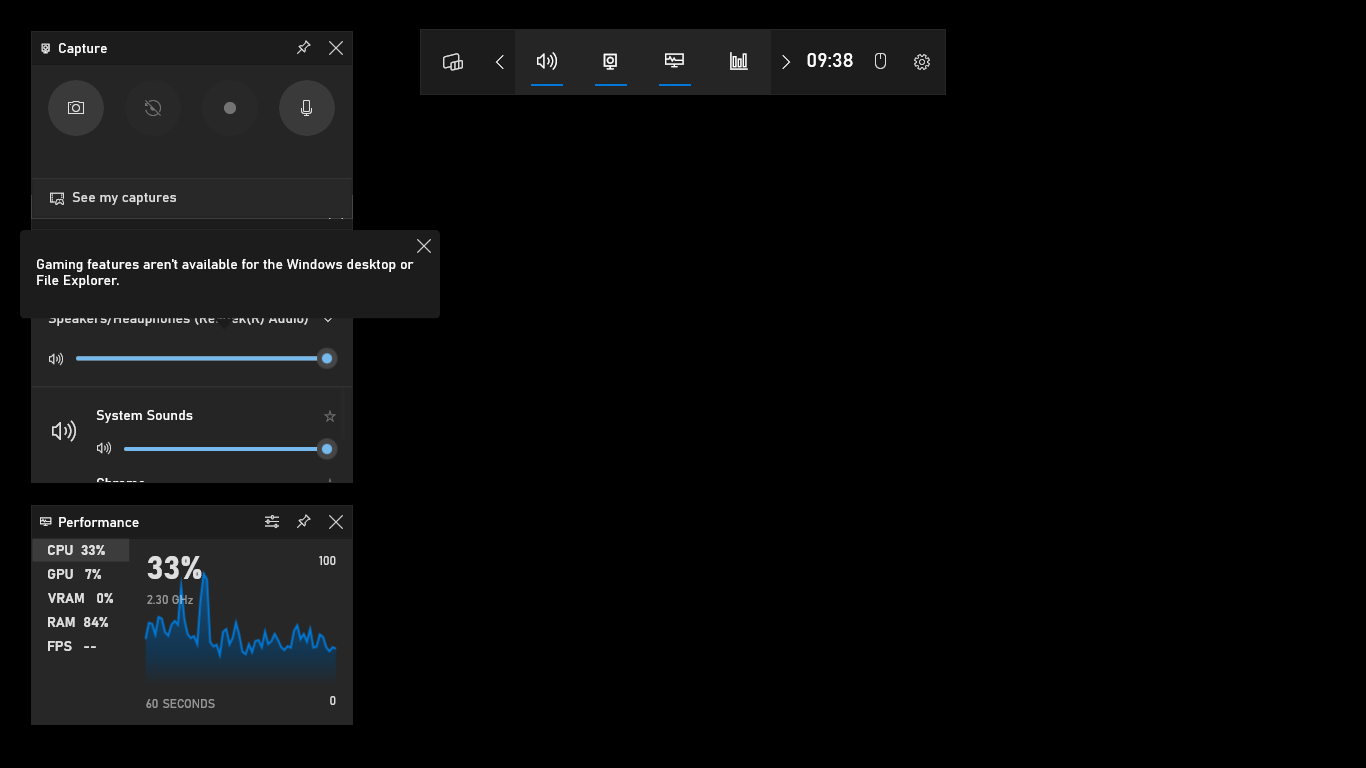 Capture
09:38
See my captures
Gaming features aren't available for the Windows desktop or
File Explorer.
Speakers/Headphones (Realtek(R) Audio)
System Sounds
Chrome
Performance
CPU 33%
GPU 7%
VRAM 0%
RAM 84%
FPS --
33%
2.30 GHz
100
60 SECONDS
0